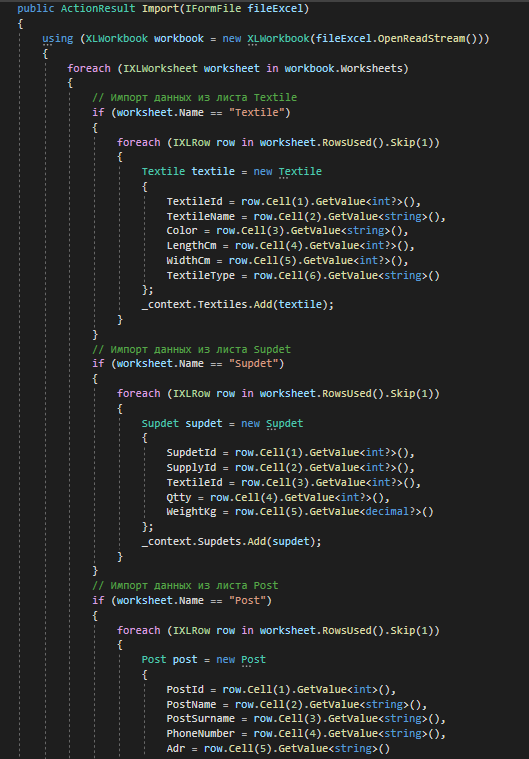 public ActionResult Import(IFormFile fileExcel)
{
using (XLWorkbook workbook = new XLWorkbook(fileExcel.OpenReadStream()))
{
foreach (IXLWorksheet worksheet in workbook.Worksheets)
{
// Импорт данных из листа Textile
if (worksheet.Name == "Textile")
{
foreach (IXLRow row in worksheet.RowsUsed().Skip(1))
{
Textile textile = new Textile
{
TextileId = row.Cell(1).GetValue<int?>(),
TextileName = row.Cell(2).GetValue<string>(),
Color = row.Cell(3).GetValue<string>(),
LengthCm = row.Cell(4).GetValue<int?>(),
WidthCm = row.Cell(5).GetValue<int?>(),
TextileType = row.Cell(6).GetValue<string>()
};
_context.Textiles.Add(textile);
}
}
// Импорт данных из листа Supdet
if (worksheet.Name == "Supdet")
{
foreach (IXLRow row in worksheet.RowsUsed().Skip(1))
{
Supdet supdet = new Supdet
{
SupdetId = row.Cell(1).GetValue<int?>(),
SupplyId = row.Cell(2).GetValue<int?>(),
TextileId = row.Cell(3).GetValue<int?>(),
Qtty = row.Cell(4).GetValue<int?>(),
WeightKg = row.Cell(5).GetValue<decimal?>()
};
_context.Supdets.Add(supdet);
}
}
// Импорт данных из листа Post
if (worksheet.Name == "Post")
{
foreach (IXLRow row in worksheet.RowsUsed().Skip(1))
{
Post post = new Post
{
PostId = row.Cell(1).GetValue<int>(),
PostName = row.Cell(2).GetValue<string>(),
PostSurname = row.Cell(3).GetValue<string>(),
PhoneNumber = row.Cell(4).GetValue<string>(),
Adr = row.Cell(5).GetValue<string>()